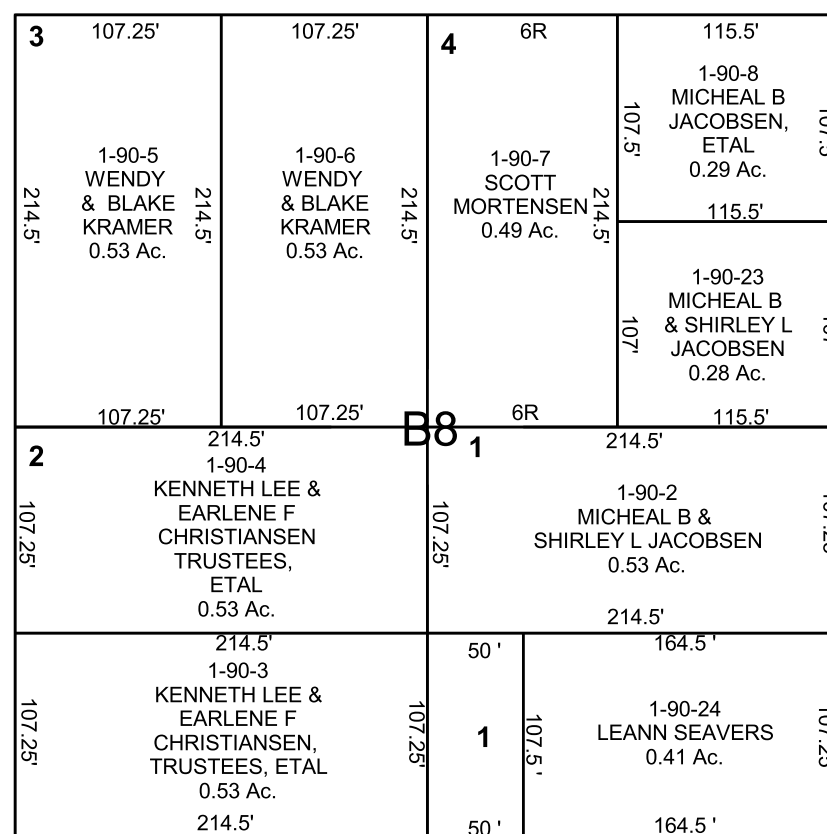 3
107.25'
107.25'
1-90-5
WENDY
& BLAKE
KRAMER
0.53 Ac.
214.5'
214.5'
1-90-6
WENDY
& BLAKE
KRAMER
0.53 Ac.
214.5'
107.25'
107.25'
4
6R
1-90-7
SCOTT
MORTENSEN
0.49 Ac.
214.5'
6R
115.5'
1-90-8
MICHEAL B
JACOBSEN,
ETAL
0.29 Ac.
107.5'
115.5'
1-90-23
MICHEAL B
& SHIRLEY L
JACOBSEN
0.28 Ac.
107'
115.5'
B8
2
214.5'
1-90-4
KENNETH LEE &
EARLENE F
CHRISTIANSEN
TRUSTEES,
ETAL
0.53 Ac.
107.25'
1
214.5'
1-90-2
MICHEAL B &
SHIRLEY L JACOBSEN
0.53 Ac.
107.25'
214.5'
214.5'
1-90-3
KENNETH LEE &
EARLENE F
CHRISTIANSEN,
TRUSTEES, ETAL
0.53 Ac.
107.25'
107.25'
214.5'
50 '
1
50 '
164.5 '
1-90-24
LEANN SEAVERS
0.41 Ac.
107.5 '
164.5 '